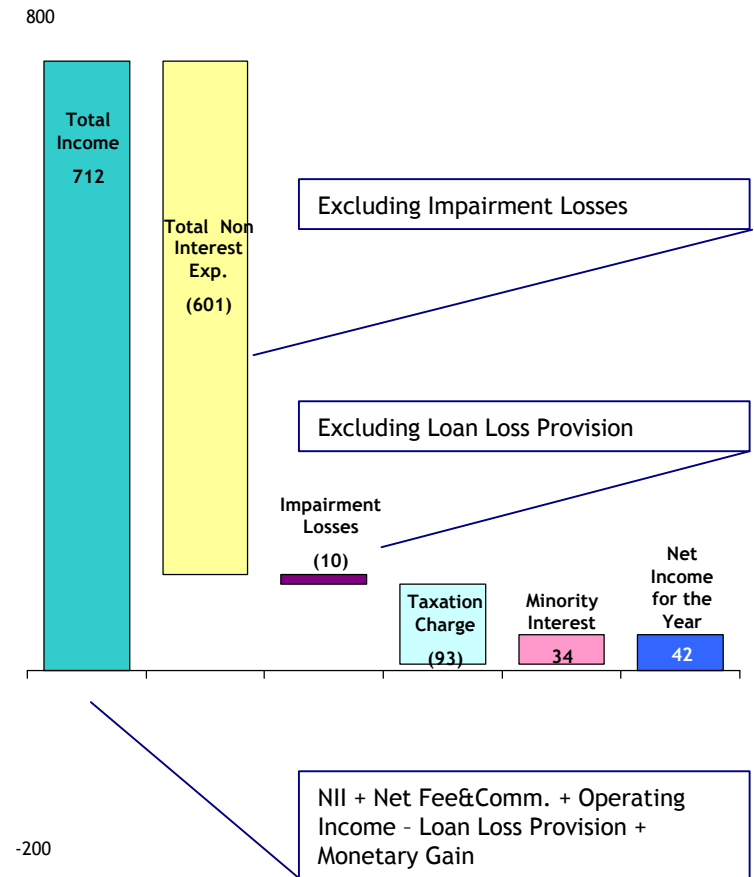 800
Total
Income
712
Total Non
Interest
Exp.
(601)
Excluding Impairment Losses
Excluding Loan Loss Provision
Impairment
Losses
(10)
Taxation
Charge
(93)
Minority
Interest
34
Net
Income
for the
Year
42
NII + Net Fee&Comm. + Operating
Income – Loan Loss Provision +
Monetary Gain
-200